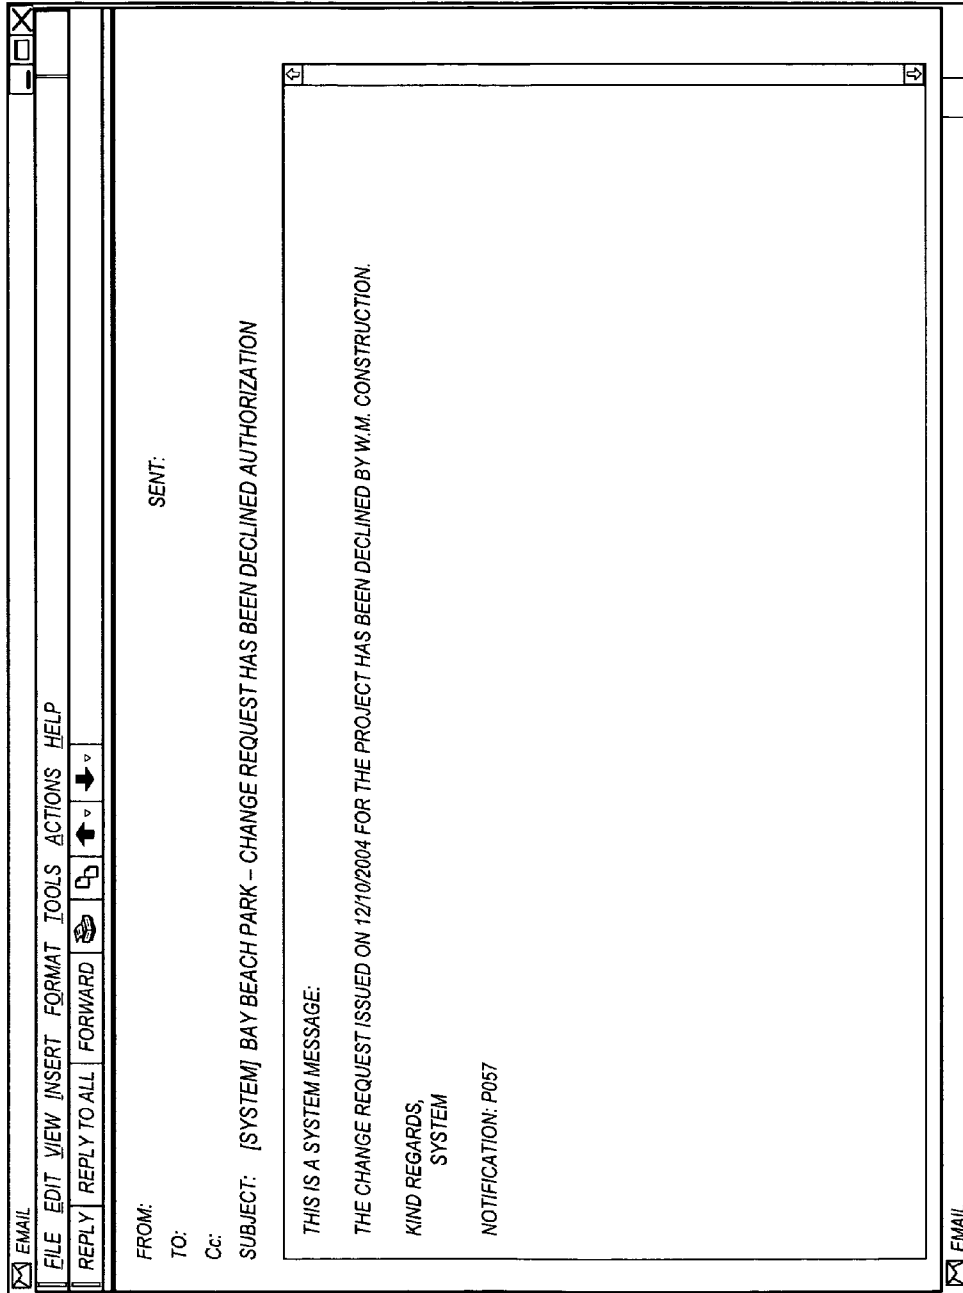 EMAIL
FILE EDIT VIEW INSERT FORMAT TOOLS ACTIONS HELP
REPLY REPLY TO ALL FORWARD
FROM:
SENT:
TO:
Cc:
SUBJECT: [SYSTEM] BAY BEACH PARK – CHANGE REQUEST HAS BEEN DECLINED AUTHORIZATION
THIS IS A SYSTEM MESSAGE:
THE CHANGE REQUEST ISSUED ON 12/10/2004 FOR THE PROJECT HAS BEEN DECLINED BY W.M. CONSTRUCTION.
KIND REGARDS,
SYSTEM
NOTIFICATION: P057
EMAIL